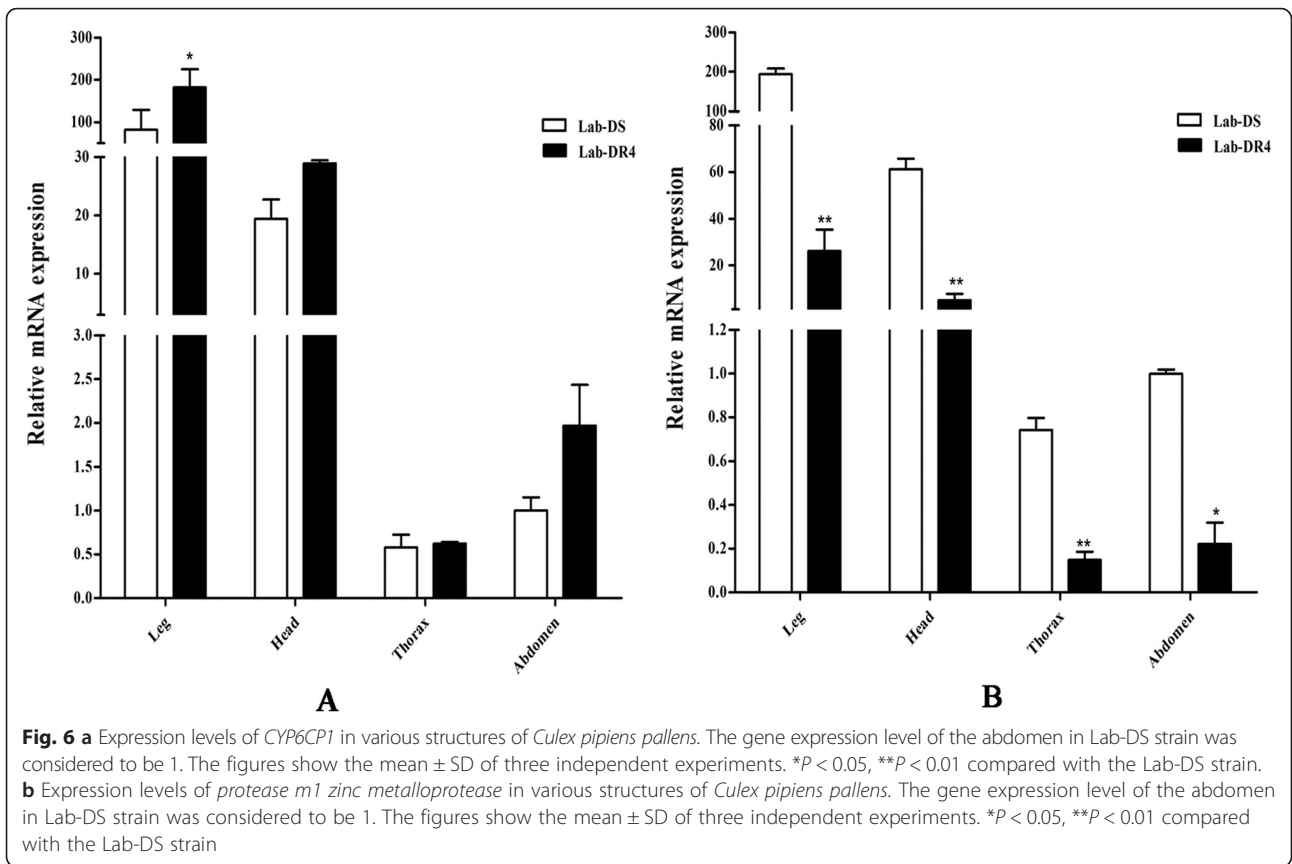 300
200
100
30
20
10
3.0
2.5
2.0
1.5
1.0
0.5
0.0
Relative mRNA expression
*
Lab-DS
Lab-DR4
Leg
Head
Thorax
Abdomen
A
300
200
100
80
60
40
20
1.2
1.0
0.8
0.6
0.4
0.2
0.0
Relative mRNA expression
**
**
**
*
Lab-DS
Lab-DR4
Leg
Head
Thorax
Abdomen
B
Fig. 6 a Expression levels of CYP6CP1 in various structures of Culex pipiens pallens. The gene expression level of the abdomen in Lab-DS strain was
considered to be 1. The figures show the mean ± SD of three independent experiments. *P < 0.05, **P < 0.01 compared with the Lab-DS strain.
b Expression levels of protease m1 zinc metalloprotease in various structures of Culex pipiens pallens. The gene expression level of the abdomen
in Lab-DS strain was considered to be 1. The figures show the mean ± SD of three independent experiments. *P < 0.05, **P < 0.01 compared
with the Lab-DS strain